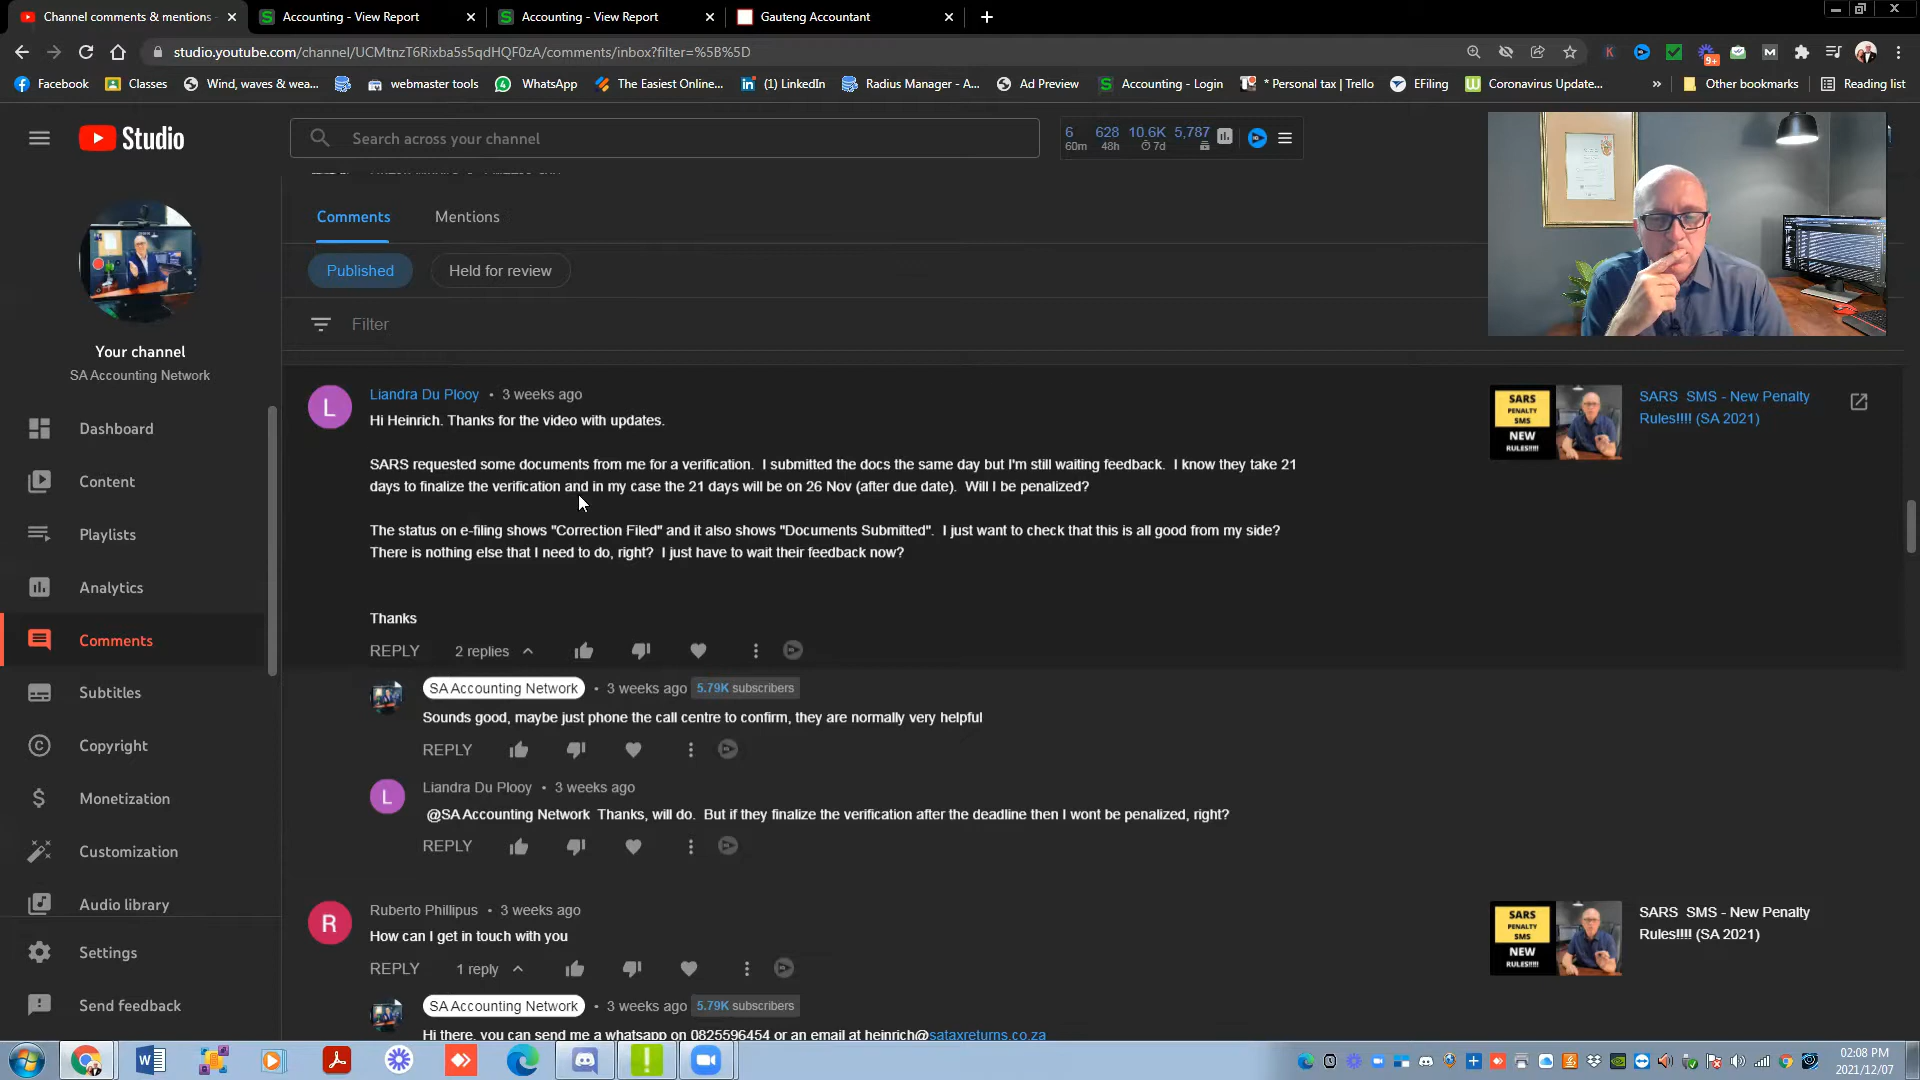 Channel comments & mentions
Accounting - View Report
Accounting - View Report
Gauteng Accountant
studio.youtube.com/channel/UCMtnzT6Rixba5s5qdHQF0zA/comments/inbox?filter=%5B%5D
Facebook
Classes
Wind, waves & wea...
webmaster tools
WhatsApp
The Easiest Online...
(1) LinkedIn
Radius Manager - A...
Ad Preview
Accounting - Login
* Personal tax | Trello
EFiling
Coronavirus Update...
»
Other bookmarks
Reading list
Studio
Search across your channel
6 628 10.6K 5,787
60m 48h 7d
Your channel
SA Accounting Network
Dashboard
Content
Playlists
Analytics
Comments
Subtitles
Copyright
Monetization
Customization
Audio library
Settings
Send feedback
Comments Mentions
Published Held for review
Filter
L
Liandra Du Plooy • 3 weeks ago
Hi Heinrich. Thanks for the video with updates.
SARS requested some documents from me for a verification. I submitted the docs the same day but I'm still waiting feedback. I know they take 21
days to finalize the verification and in my case the 21 days will be on 26 Nov (after due date). Will I be penalized?
The status on e-filing shows "Correction Filed" and it also shows "Documents Submitted". I just want to check that this is all good from my side?
There is nothing else that I need to do, right? I just have to wait their feedback now?
Thanks
REPLY 2 replies
SARS
PENALTY
SMS
NEW
RULES!!!!
SARS SMS - New Penalty
Rules!!!! (SA 2021)
SA Accounting Network • 3 weeks ago 5.79K subscribers
Sounds good, maybe just phone the call centre to confirm, they are normally very helpful
REPLY
L
Liandra Du Plooy • 3 weeks ago
@SA Accounting Network Thanks, will do. But if they finalize the verification after the deadline then I wont be penalized, right?
REPLY
R
Ruberto Phillipus • 3 weeks ago
How can I get in touch with you
REPLY 1 reply
SARS
PENALTY
SMS
NEW
RULES!!!!
SARS SMS - New Penalty
Rules!!!! (SA 2021)
SA Accounting Network • 3 weeks ago 5.79K subscribers
Hi there, you can send me a whatsapp on 0825596454 or an email at heinrich@sataxreturns.co.za
02:08 PM
2021/12/07